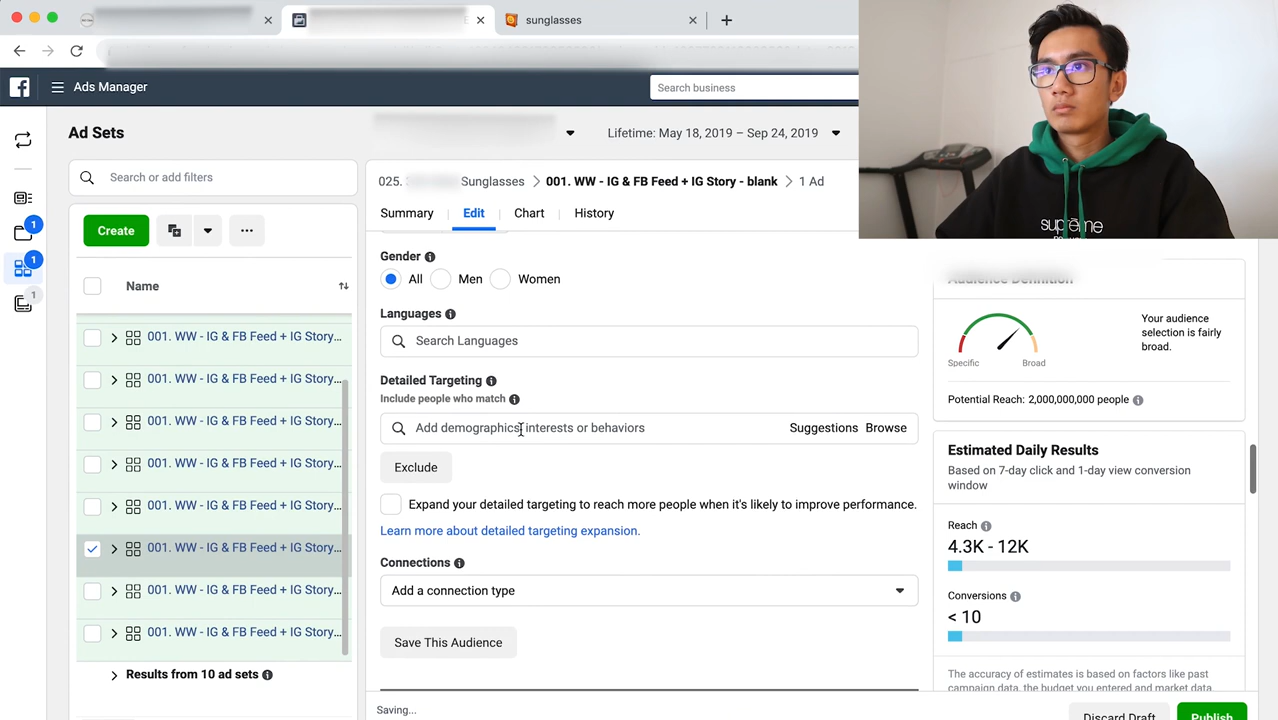 sunglasses
Ads Manager
Search business
Ad Sets
Lifetime: May 18, 2019 – Sep 24, 2019
Search or add filters
025.
Sunglasses
001. WW - IG & FB Feed + IG Story - blank
1 Ad
Summary
Edit
Chart
History
Create
Name
001. WW - IG & FB Feed + IG Story...
001. WW - IG & FB Feed + IG Story...
001. WW - IG & FB Feed + IG Story...
001. WW - IG & FB Feed + IG Story...
001. WW - IG & FB Feed + IG Story...
001. WW - IG & FB Feed + IG Story...
001. WW - IG & FB Feed + IG Story...
001. WW - IG & FB Feed + IG Story...
Results from 10 ad sets
1
1
1
Gender
All
Men
Women
Languages
Search Languages
Detailed Targeting
Include people who match
Add demographics, interests or behaviors
Suggestions
Browse
Exclude
Expand your detailed targeting to reach more people when it's likely to improve performance.
Learn more about detailed targeting expansion.
Connections
Add a connection type
Save This Audience
Saving...
Audience Definition
Your audience
selection is fairly
broad.
Specific
Broad
Potential Reach: 2,000,000,000 people
Estimated Daily Results
Based on 7-day click and 1-day view conversion
window
Reach
4.3K - 12K
Conversions
< 10
The accuracy of estimates is based on factors like past
campaign data, the budget you entered and market data.
Discard Draft
Publish
supreme